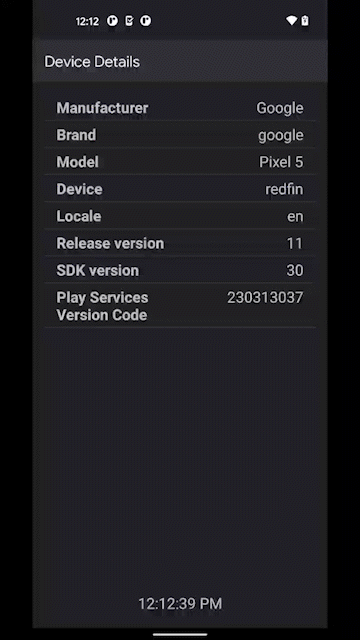 12:12
Device Details
Manufacturer Google
Brand google
Model Pixel 5
Device redfin
Locale en
Release version 11
SDK version 30
Play Services 230313037
Version Code
12:12:39 PM